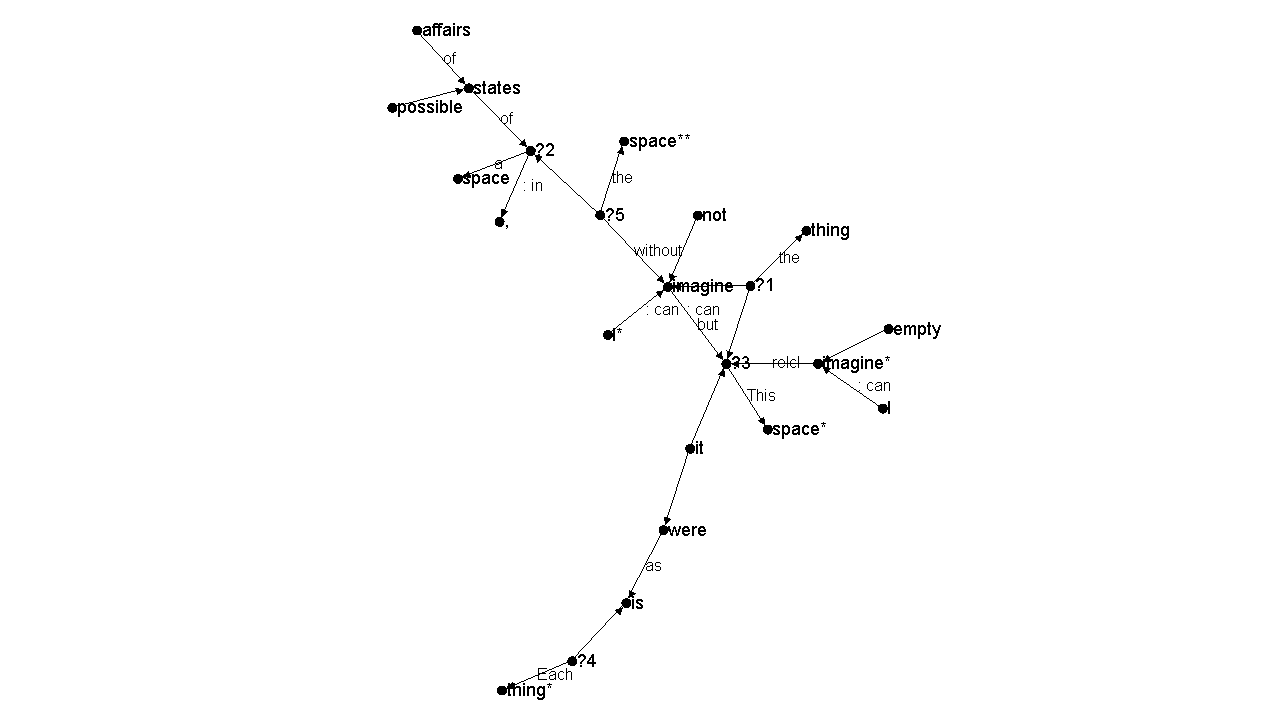 affairs
of
states
possible
of
space**
?2
a
space
the
: in
,
?5
not
thing
without
the
imagine
?1
: can
: can
but
I*
empty
?3
relcl
imagine*
: can
This
I
space*
it
were
as
is
?4
Each
thing*